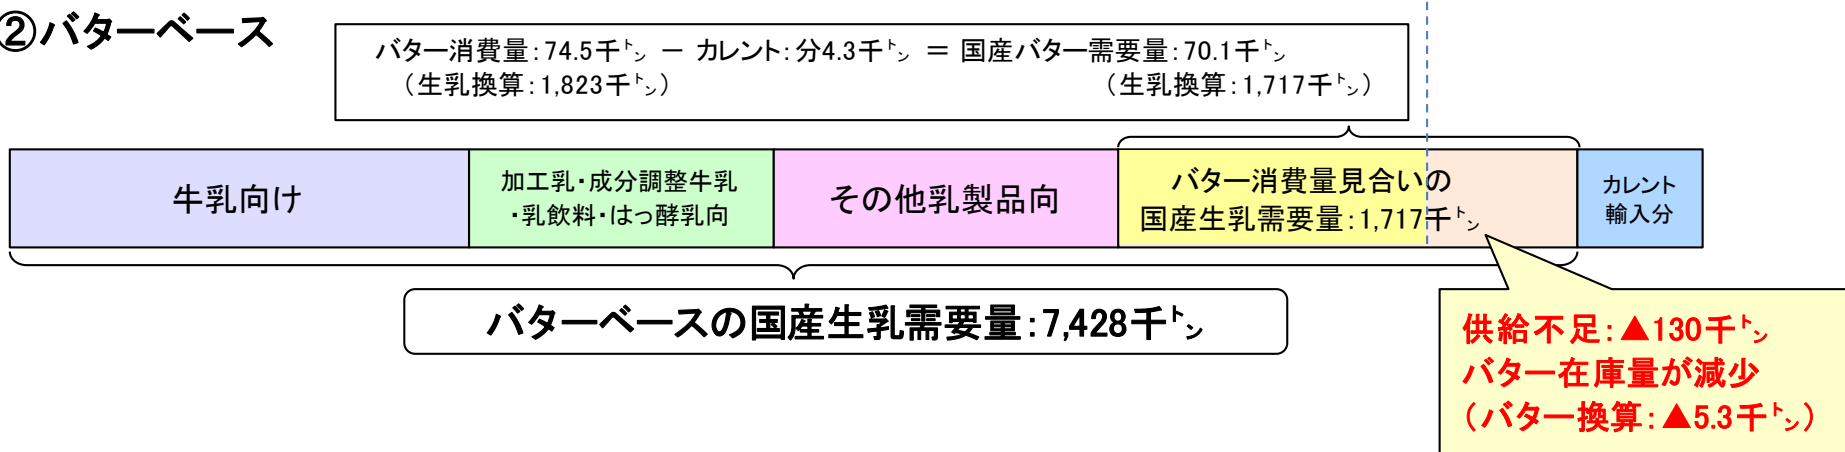 ②バターベース
バター消費量：74.5千㌧ － カレント：分4.3千㌧ ＝ 国産バター需要量：70.1千㌧
（生乳換算：1,823千㌧） （生乳換算：1,717千㌧）
牛乳向け
加工乳・成分調整牛乳
・乳飲料・はっ酵乳向
その他乳製品向
バター消費量見合いの
国産生乳需要量：1,717千㌧
カレント
輸入分
バターベースの国産生乳需要量：7,428千㌧
供給不足：▲130千㌧
バター在庫量が減少
（バター換算：▲5.3千㌧）